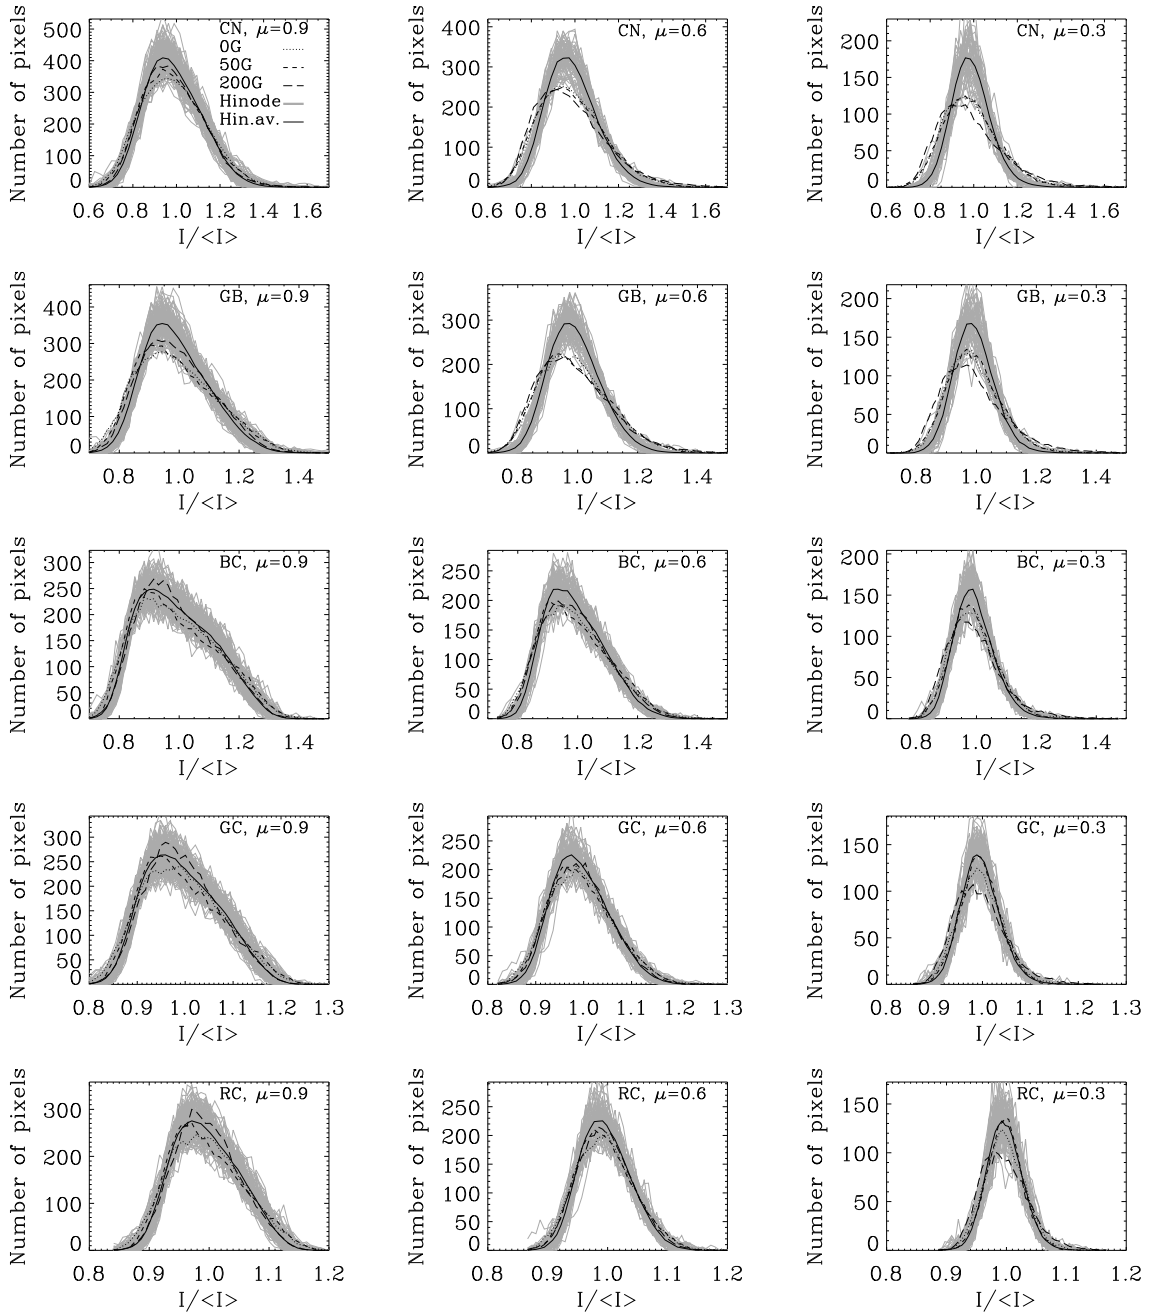 Number of pixels
500
400
300
200
100
0
CN, μ=0.9
0G
50G
200G
Hinode
Hin.av.
0.6 0.8 1.0 1.2 1.4 1.6
I/<I>
Number of pixels
400
300
200
100
0
CN, μ=0.6
0.6 0.8 1.0 1.2 1.4 1.6
I/<I>
Number of pixels
200
150
100
50
0
CN, μ=0.3
0.6 0.8 1.0 1.2 1.4 1.6
I/<I>
Number of pixels
400
300
200
100
0
GB, μ=0.9
0.8 1.0 1.2 1.4
I/<I>
Number of pixels
300
200
100
0
GB, μ=0.6
0.8 1.0 1.2 1.4
I/<I>
Number of pixels
200
150
100
50
0
GB, μ=0.3
0.8 1.0 1.2 1.4
I/<I>
Number of pixels
300
250
200
150
100
50
0
BC, μ=0.9
0.8 1.0 1.2 1.4
I/<I>
Number of pixels
250
200
150
100
50
0
BC, μ=0.6
0.8 1.0 1.2 1.4
I/<I>
Number of pixels
200
150
100
50
0
BC, μ=0.3
0.8 1.0 1.2 1.4
I/<I>
Number of pixels
300
250
200
150
100
50
0
GC, μ=0.9
0.8 0.9 1.0 1.1 1.2 1.3
I/<I>
Number of pixels
250
200
150
100
50
0
GC, μ=0.6
0.8 0.9 1.0 1.1 1.2 1.3
I/<I>
Number of pixels
150
100
50
0
GC, μ=0.3
0.8 0.9 1.0 1.1 1.2 1.3
I/<I>
Number of pixels
300
200
100
0
RC, μ=0.9
0.8 0.9 1.0 1.1 1.2
I/<I>
Number of pixels
250
200
150
100
50
0
RC, μ=0.6
0.8 0.9 1.0 1.1 1.2
I/<I>
Number of pixels
150
100
50
0
RC, μ=0.3
0.8 0.9 1.0 1.1 1.2
I/<I>